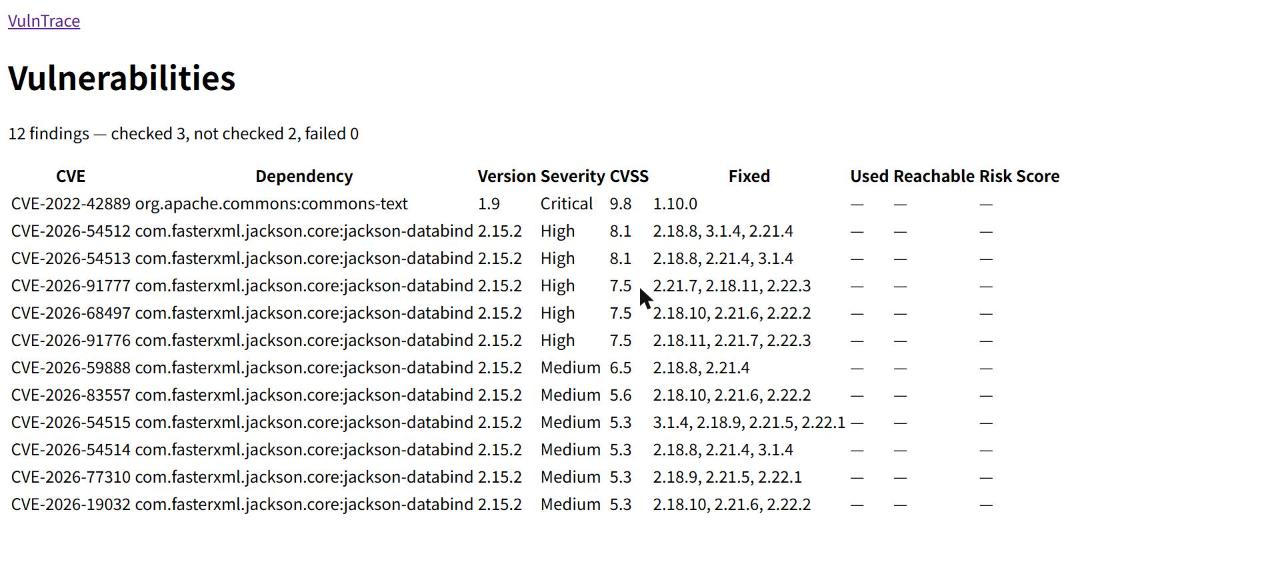 VulnTrace
Vulnerabilities
12 findings — checked 3, not checked 2, failed 0
CVE Dependency Version Severity CVSS Fixed Used Reachable Risk Score
CVE-2022-42889 org.apache.commons:commons-text 1.9 Critical 9.8 1.10.0 — — —
CVE-2026-54512 com.fasterxml.jackson.core:jackson-databind 2.15.2 High 8.1 2.18.8, 3.1.4, 2.21.4 — — —
CVE-2026-54513 com.fasterxml.jackson.core:jackson-databind 2.15.2 High 8.1 2.18.8, 2.21.4, 3.1.4 — — —
CVE-2026-91777 com.fasterxml.jackson.core:jackson-databind 2.15.2 High 7.5 2.21.7, 2.18.11, 2.22.3 — — —
CVE-2026-68497 com.fasterxml.jackson.core:jackson-databind 2.15.2 High 7.5 2.18.10, 2.21.6, 2.22.2 — — —
CVE-2026-91776 com.fasterxml.jackson.core:jackson-databind 2.15.2 High 7.5 2.18.11, 2.21.7, 2.22.3 — — —
CVE-2026-59888 com.fasterxml.jackson.core:jackson-databind 2.15.2 Medium 6.5 2.18.8, 2.21.4 — — —
CVE-2026-83557 com.fasterxml.jackson.core:jackson-databind 2.15.2 Medium 5.6 2.18.10, 2.21.6, 2.22.2 — — —
CVE-2026-54515 com.fasterxml.jackson.core:jackson-databind 2.15.2 Medium 5.3 3.1.4, 2.18.9, 2.21.5, 2.22.1 — — —
CVE-2026-54514 com.fasterxml.jackson.core:jackson-databind 2.15.2 Medium 5.3 2.18.8, 2.21.4, 3.1.4 — — —
CVE-2026-77310 com.fasterxml.jackson.core:jackson-databind 2.15.2 Medium 5.3 2.18.9, 2.21.5, 2.22.1 — — —
CVE-2026-19032 com.fasterxml.jackson.core:jackson-databind 2.15.2 Medium 5.3 2.18.10, 2.21.6, 2.22.2 — — —